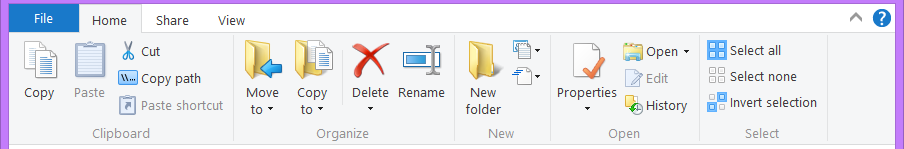 File Home Share View
Copy
Paste
Cut
Copy path
Paste shortcut
Clipboard
Move to
Copy to
Delete
Rename
Organize
New folder
New
Properties
Open
Edit
History
Open
Select all
Select none
Invert selection
Select